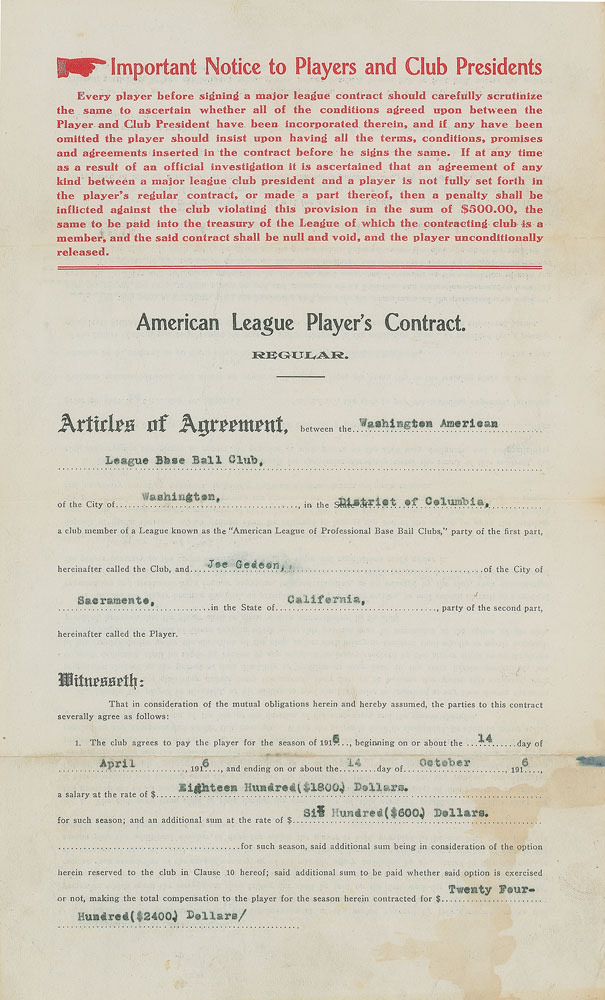 Important Notice to Players and Club Presidents
Every player before signing a major league contract should carefully scrutinize
the same to ascertain whether all of the conditions agreed upon between the
Player and Club President have been incorporated therein, and if any have been
omitted the player should insist upon having all the terms, conditions, promises
and agreements inserted in the contract before he signs the same. If at any time
as a result of an official investigation it is ascertained that an agreement of any
kind between a major league club president and a player is not fully set forth in
the player's regular contract, or made a part thereof, then a penalty shall be
inflicted against the club violating this provision in the sum of $500.00, the
same to be paid into the treasury of the League of which the contracting club is a
member, and the said contract shall be null and void, and the player unconditionally
released.
American League Player's Contract.
REGULAR.
Articles of Agreement, between the Washington American
League Base Ball Club,
of the City of Washington, in the District of Columbia,
a club member of a League known as the "American League of Professional Base Ball Clubs," party of the first part,
hereinafter called the Club, and Joe Gedeon, of the City of
Sacramento, in the State of California, party of the second part,
hereinafter called the Player.
Witnesseth:
That in consideration of the mutual obligations herein and hereby assumed, the parties to this contract
severally agree as follows:
1. The club agrees to pay the player for the season of 1916, beginning on or about the 14 day of
April, 1916, and ending on or about the 14 day of October 1916,
a salary at the rate of $ Eighteen Hundred($1800) Dollars.
for such season; and an additional sum at the rate of $ Six Hundred($600) Dollars.
for such season, said additional sum being in consideration of the option
herein reserved to the club in Clause 10 hereof; said additional sum to be paid whether said option is exercised
or not, making the total compensation to the player for the season herein contracted for $ Twenty Four-
Hundred($2400) Dollars/